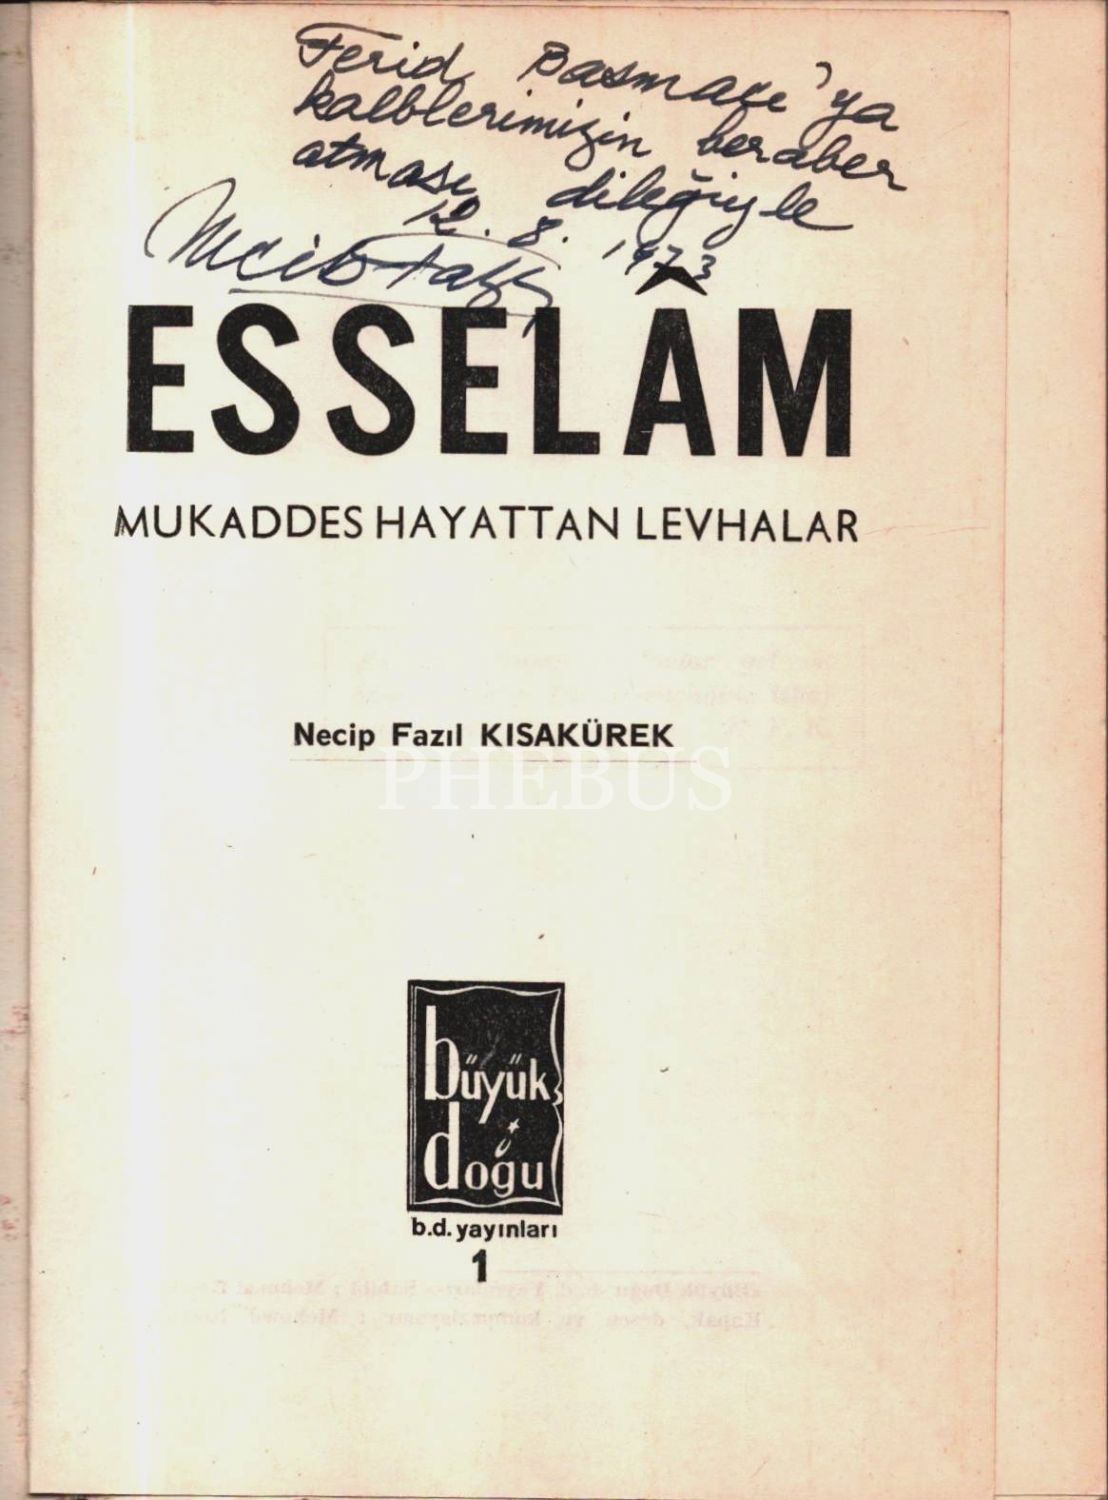 Ferid Basmacı'ya
kalblerimizin beraber
atması dileğiyle
12.8.1973
Necib Fazıl
ESSELÂM
MUKADDES HAYATTAN LEVHALAR
Necip Fazıl KISAKÜREK
PHEBUS
büyük
doğu
b.d. yayınları
1